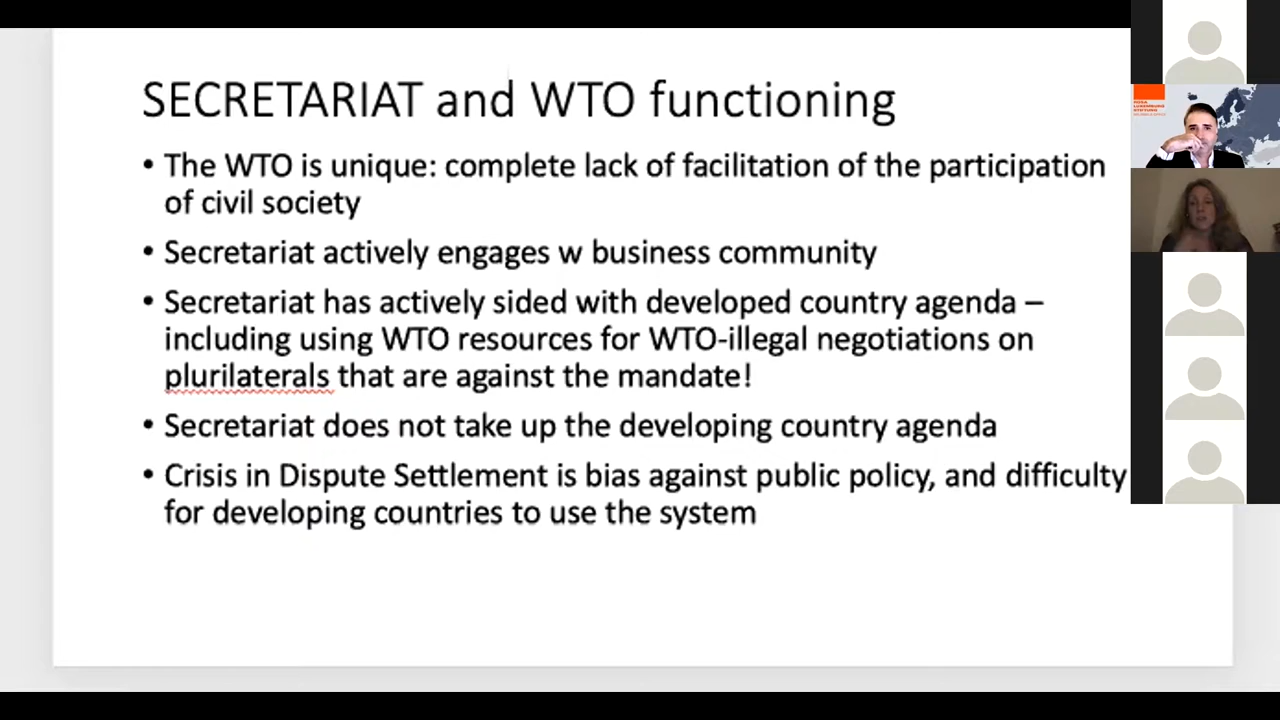 SECRETARIAT and WTO functioning
• The WTO is unique: complete lack of facilitation of the participation
of civil society
• Secretariat actively engages w business community
• Secretariat has actively sided with developed country agenda –
including using WTO resources for WTO-illegal negotiations on
plurilaterals that are against the mandate!
• Secretariat does not take up the developing country agenda
• Crisis in Dispute Settlement is bias against public policy, and difficulty
for developing countries to use the system
ROSA
LUXEMBURG
STIFTUNG